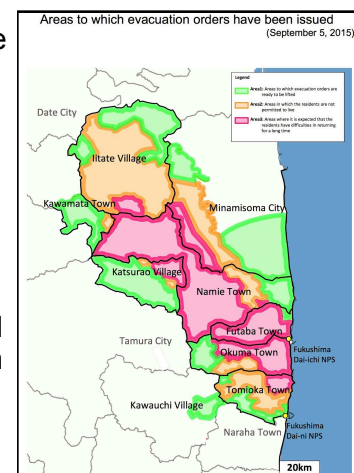 e
Areas to which evacuation orders have been issued
(September 5, 2015)
Legend
Area1: Areas to which evacuation orders are
ready to be lifted
Area2: Areas in which the residents are not
permitted to live
Area3: Areas where it is expected that the
residents have difficulties in returning
for a long time
Date City
Iitate Village
Kawamata Town
Minamisoma City
Katsurao Village
Namie Town
Tamura City
Futaba Town
Fukushima
Dai-ichi NPS
Okuma Town
Tomioka Town
Kawauchi Village
Fukushima
Dai-ni NPS
Naraha Town
20km